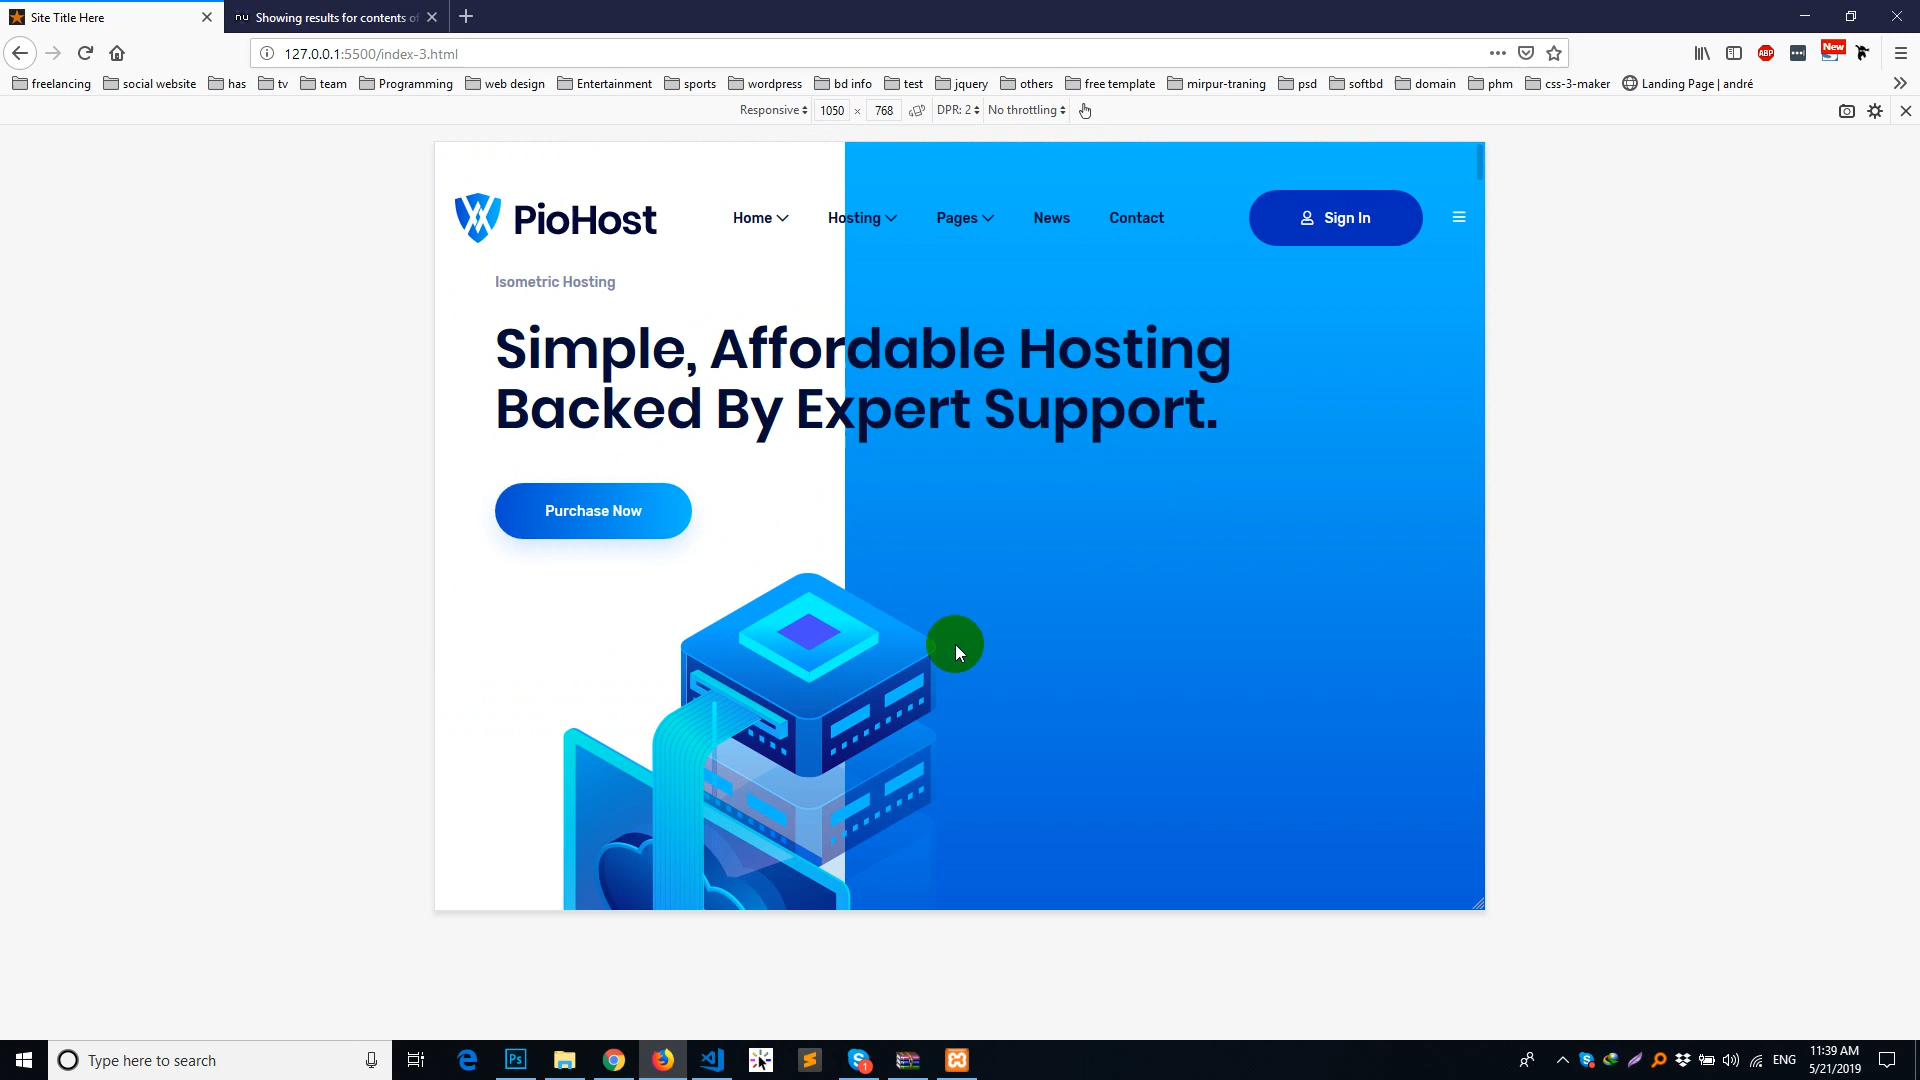 Site Title Here
nu Showing results for contents of
127.0.0.1:5500/index-3.html
ABP
New
freelancing social website has tv team Programming web design Entertainment sports wordpress bd info test jquery others free template mirpur-traning psd softbd domain phm css-3-maker Landing Page | andré
Responsive 1050 × 768 DPR: 2 No throttling
PioHost Home Hosting Pages News Contact Sign In
Isometric Hosting
Simple, Affordable Hosting
Backed By Expert Support.
Purchase Now
Type here to search
Ps
1
ENG
11:39 AM
5/21/2019